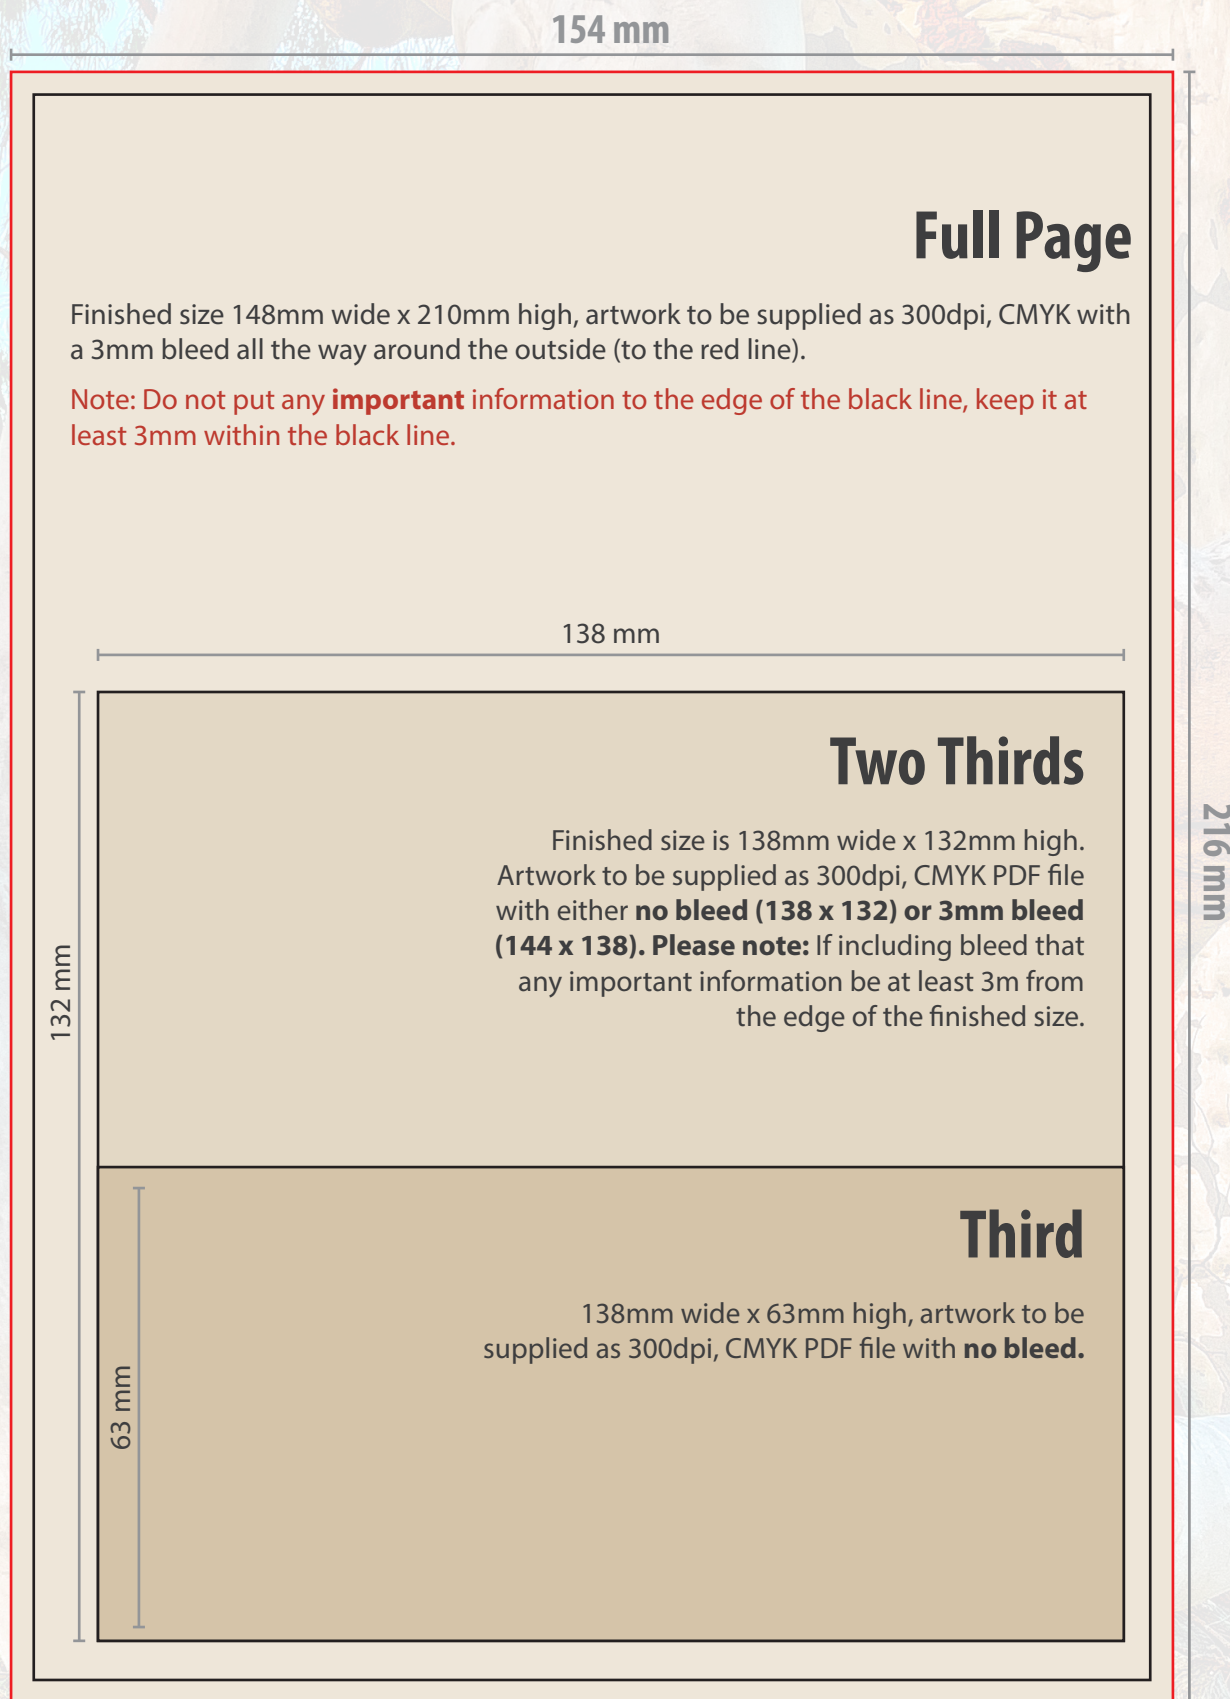 154 mm
Full Page
Finished size 148mm wide x 210mm high, artwork to be supplied as 300dpi, CMYK with
a 3mm bleed all the way around the outside (to the red line).
Note: Do not put any important information to the edge of the black line, keep it at
least 3mm within the black line.
138 mm
Two Thirds
Finished size is 138mm wide x 132mm high.
Artwork to be supplied as 300dpi, CMYK PDF file
with either no bleed (138 x 132) or 3mm bleed
(144 x 138). Please note: If including bleed that
any important information be at least 3m from
the edge of the finished size.
132 mm
216 mm
Third
138mm wide x 63mm high, artwork to be
supplied as 300dpi, CMYK PDF file with no bleed.
63 mm